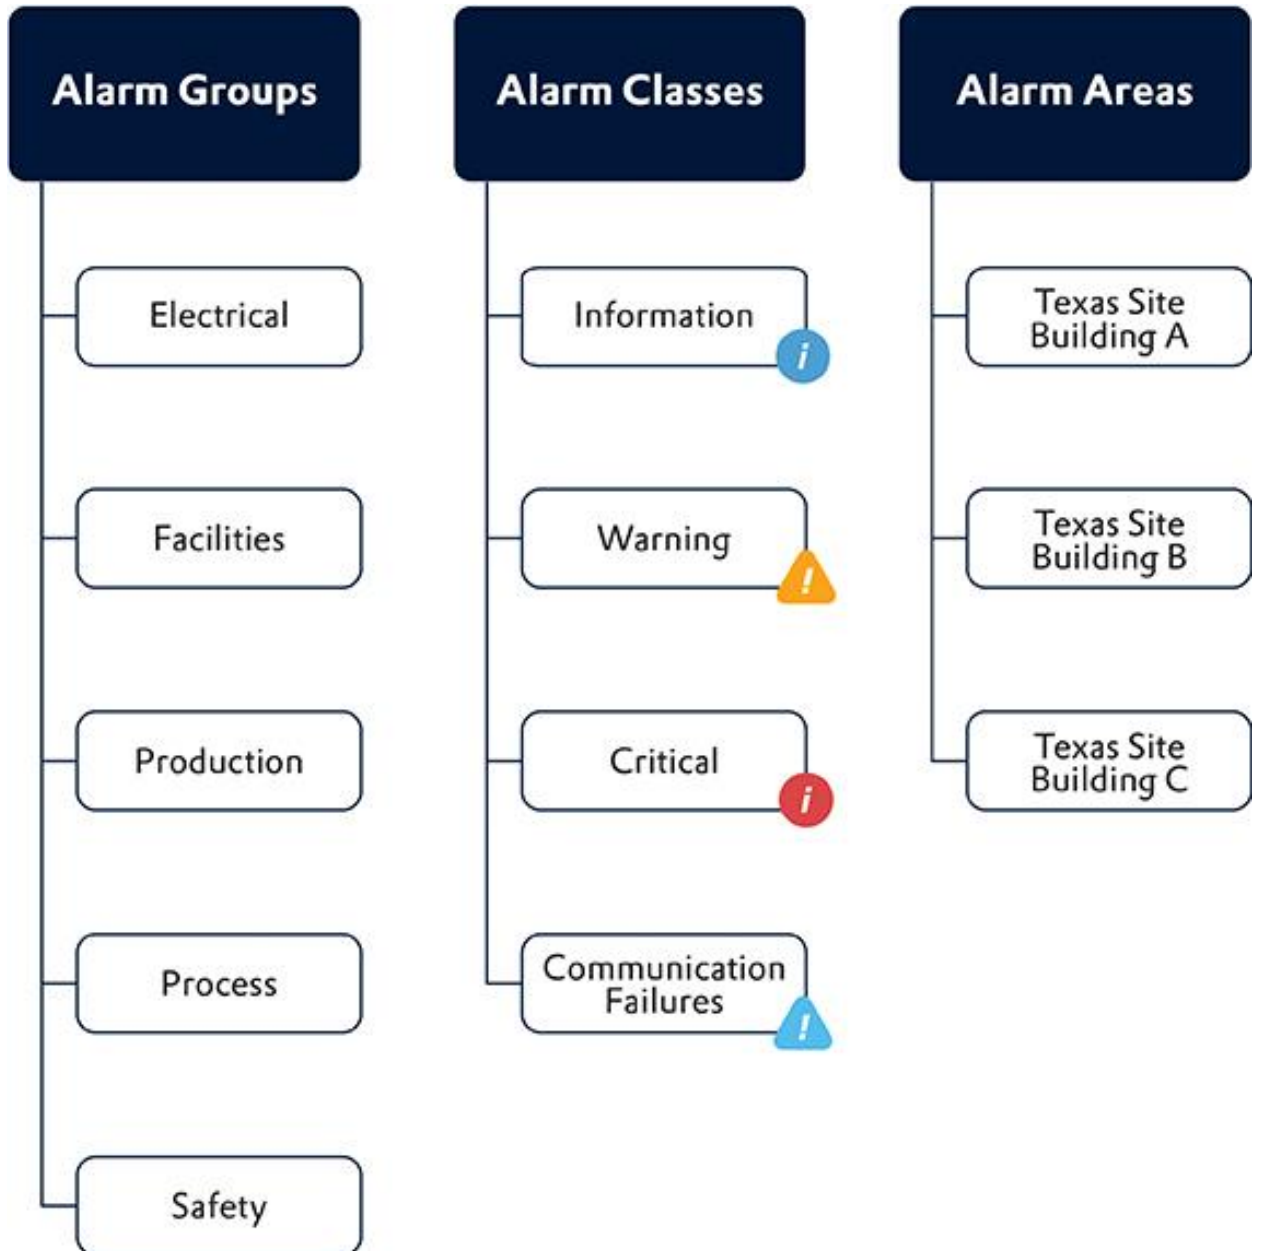 Alarm Groups
Electrical
Facilities
Production
Process
Safety
Alarm Classes
Information
i
Warning
!
Critical
i
Communication
Failures
!
Alarm Areas
Texas Site
Building A
Texas Site
Building B
Texas Site
Building C